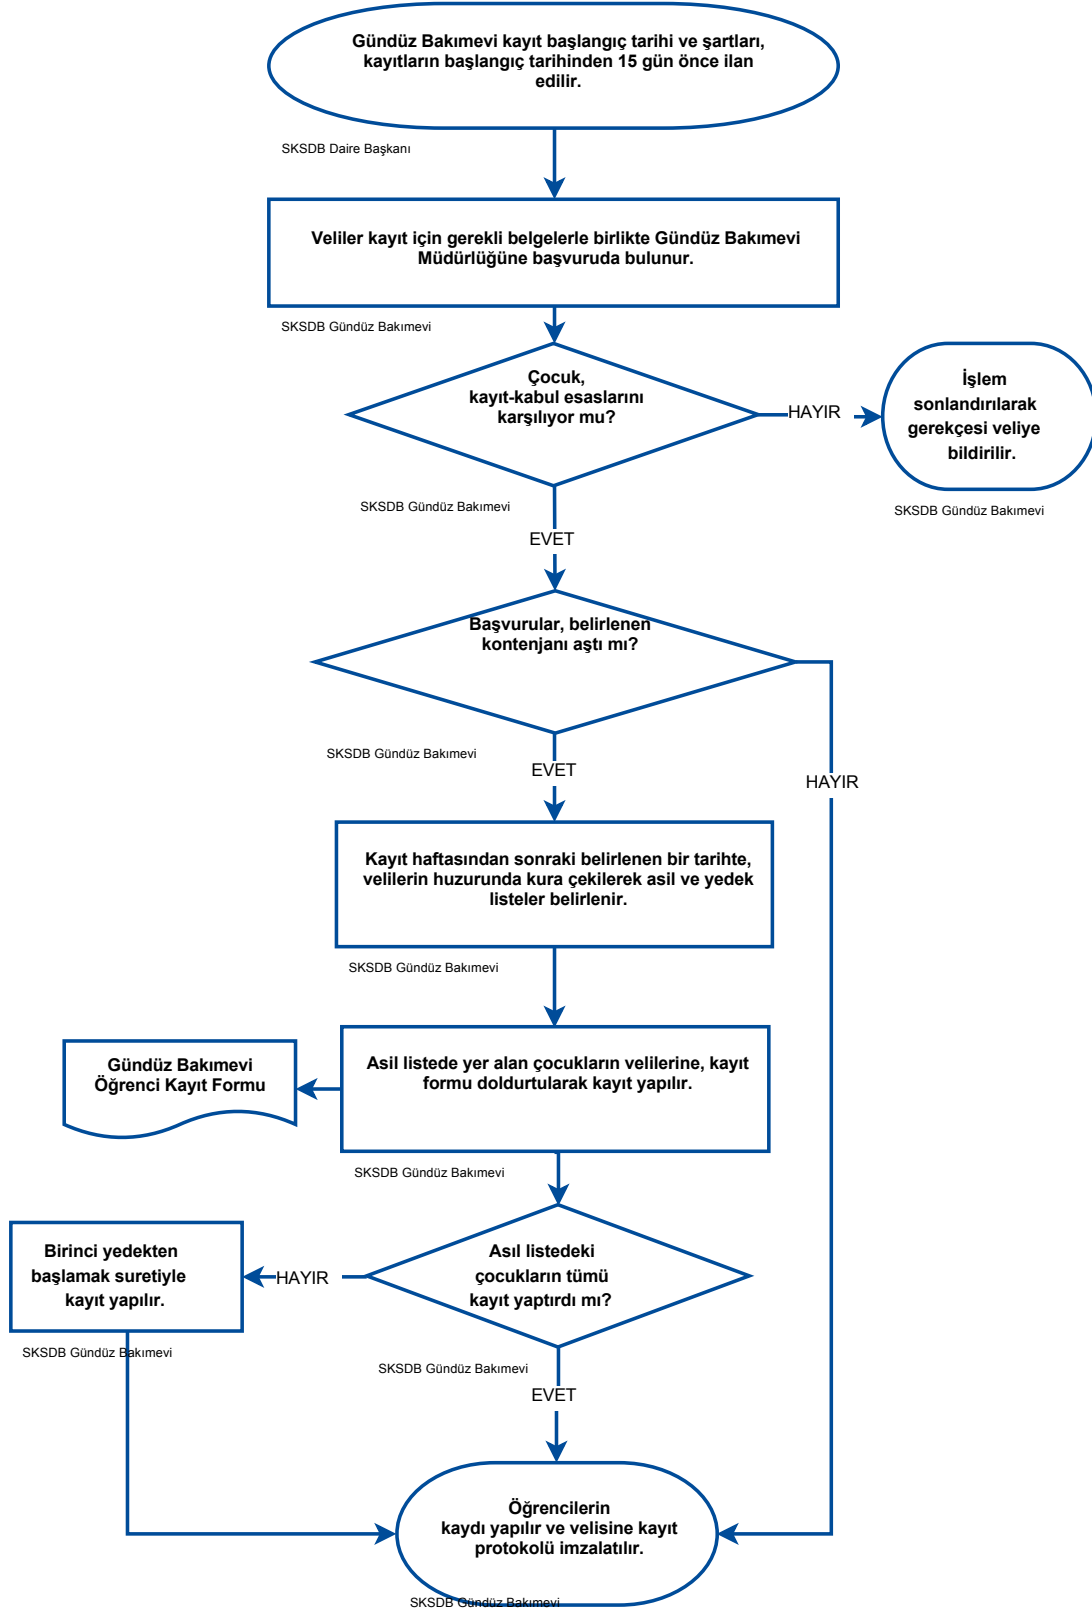 Gündüz Bakımevi kayıt başlangıç tarihi ve şartları,
kayıtların başlangıç tarihinden 15 gün önce ilan
edilir.
SKSDB Daire Başkanı
Veliler kayıt için gerekli belgelerle birlikte Gündüz Bakımevi
Müdürlüğüne başvuruda bulunur.
SKSDB Gündüz Bakımevi
Çocuk,
kayıt-kabul esaslarını
karşılıyor mu?
HAYIR
İşlem
sonlandırılarak
gerekçesi veliye
bildirilir.
SKSDB Gündüz Bakımevi
SKSDB Gündüz Bakımevi
EVET
Başvurular, belirlenen
kontenjanı aştı mı?
SKSDB Gündüz Bakımevi
EVET
HAYIR
Kayıt haftasından sonraki belirlenen bir tarihte,
velilerin huzurunda kura çekilerek asil ve yedek
listeler belirlenir.
SKSDB Gündüz Bakımevi
Asil listede yer alan çocukların velilerine, kayıt
formu doldurtularak kayıt yapılır.
Gündüz Bakımevi
Öğrenci Kayıt Formu
SKSDB Gündüz Bakımevi
Asıl listedeki
çocukların tümü
kayıt yaptırdı mı?
HAYIR
Birinci yedekten
başlamak suretiyle
kayıt yapılır.
SKSDB Gündüz Bakımevi
SKSDB Gündüz Bakımevi
EVET
Öğrencilerin
kaydı yapılır ve velisine kayıt
protokolü imzalatılır.
SKSDB Gündüz Bakımevi